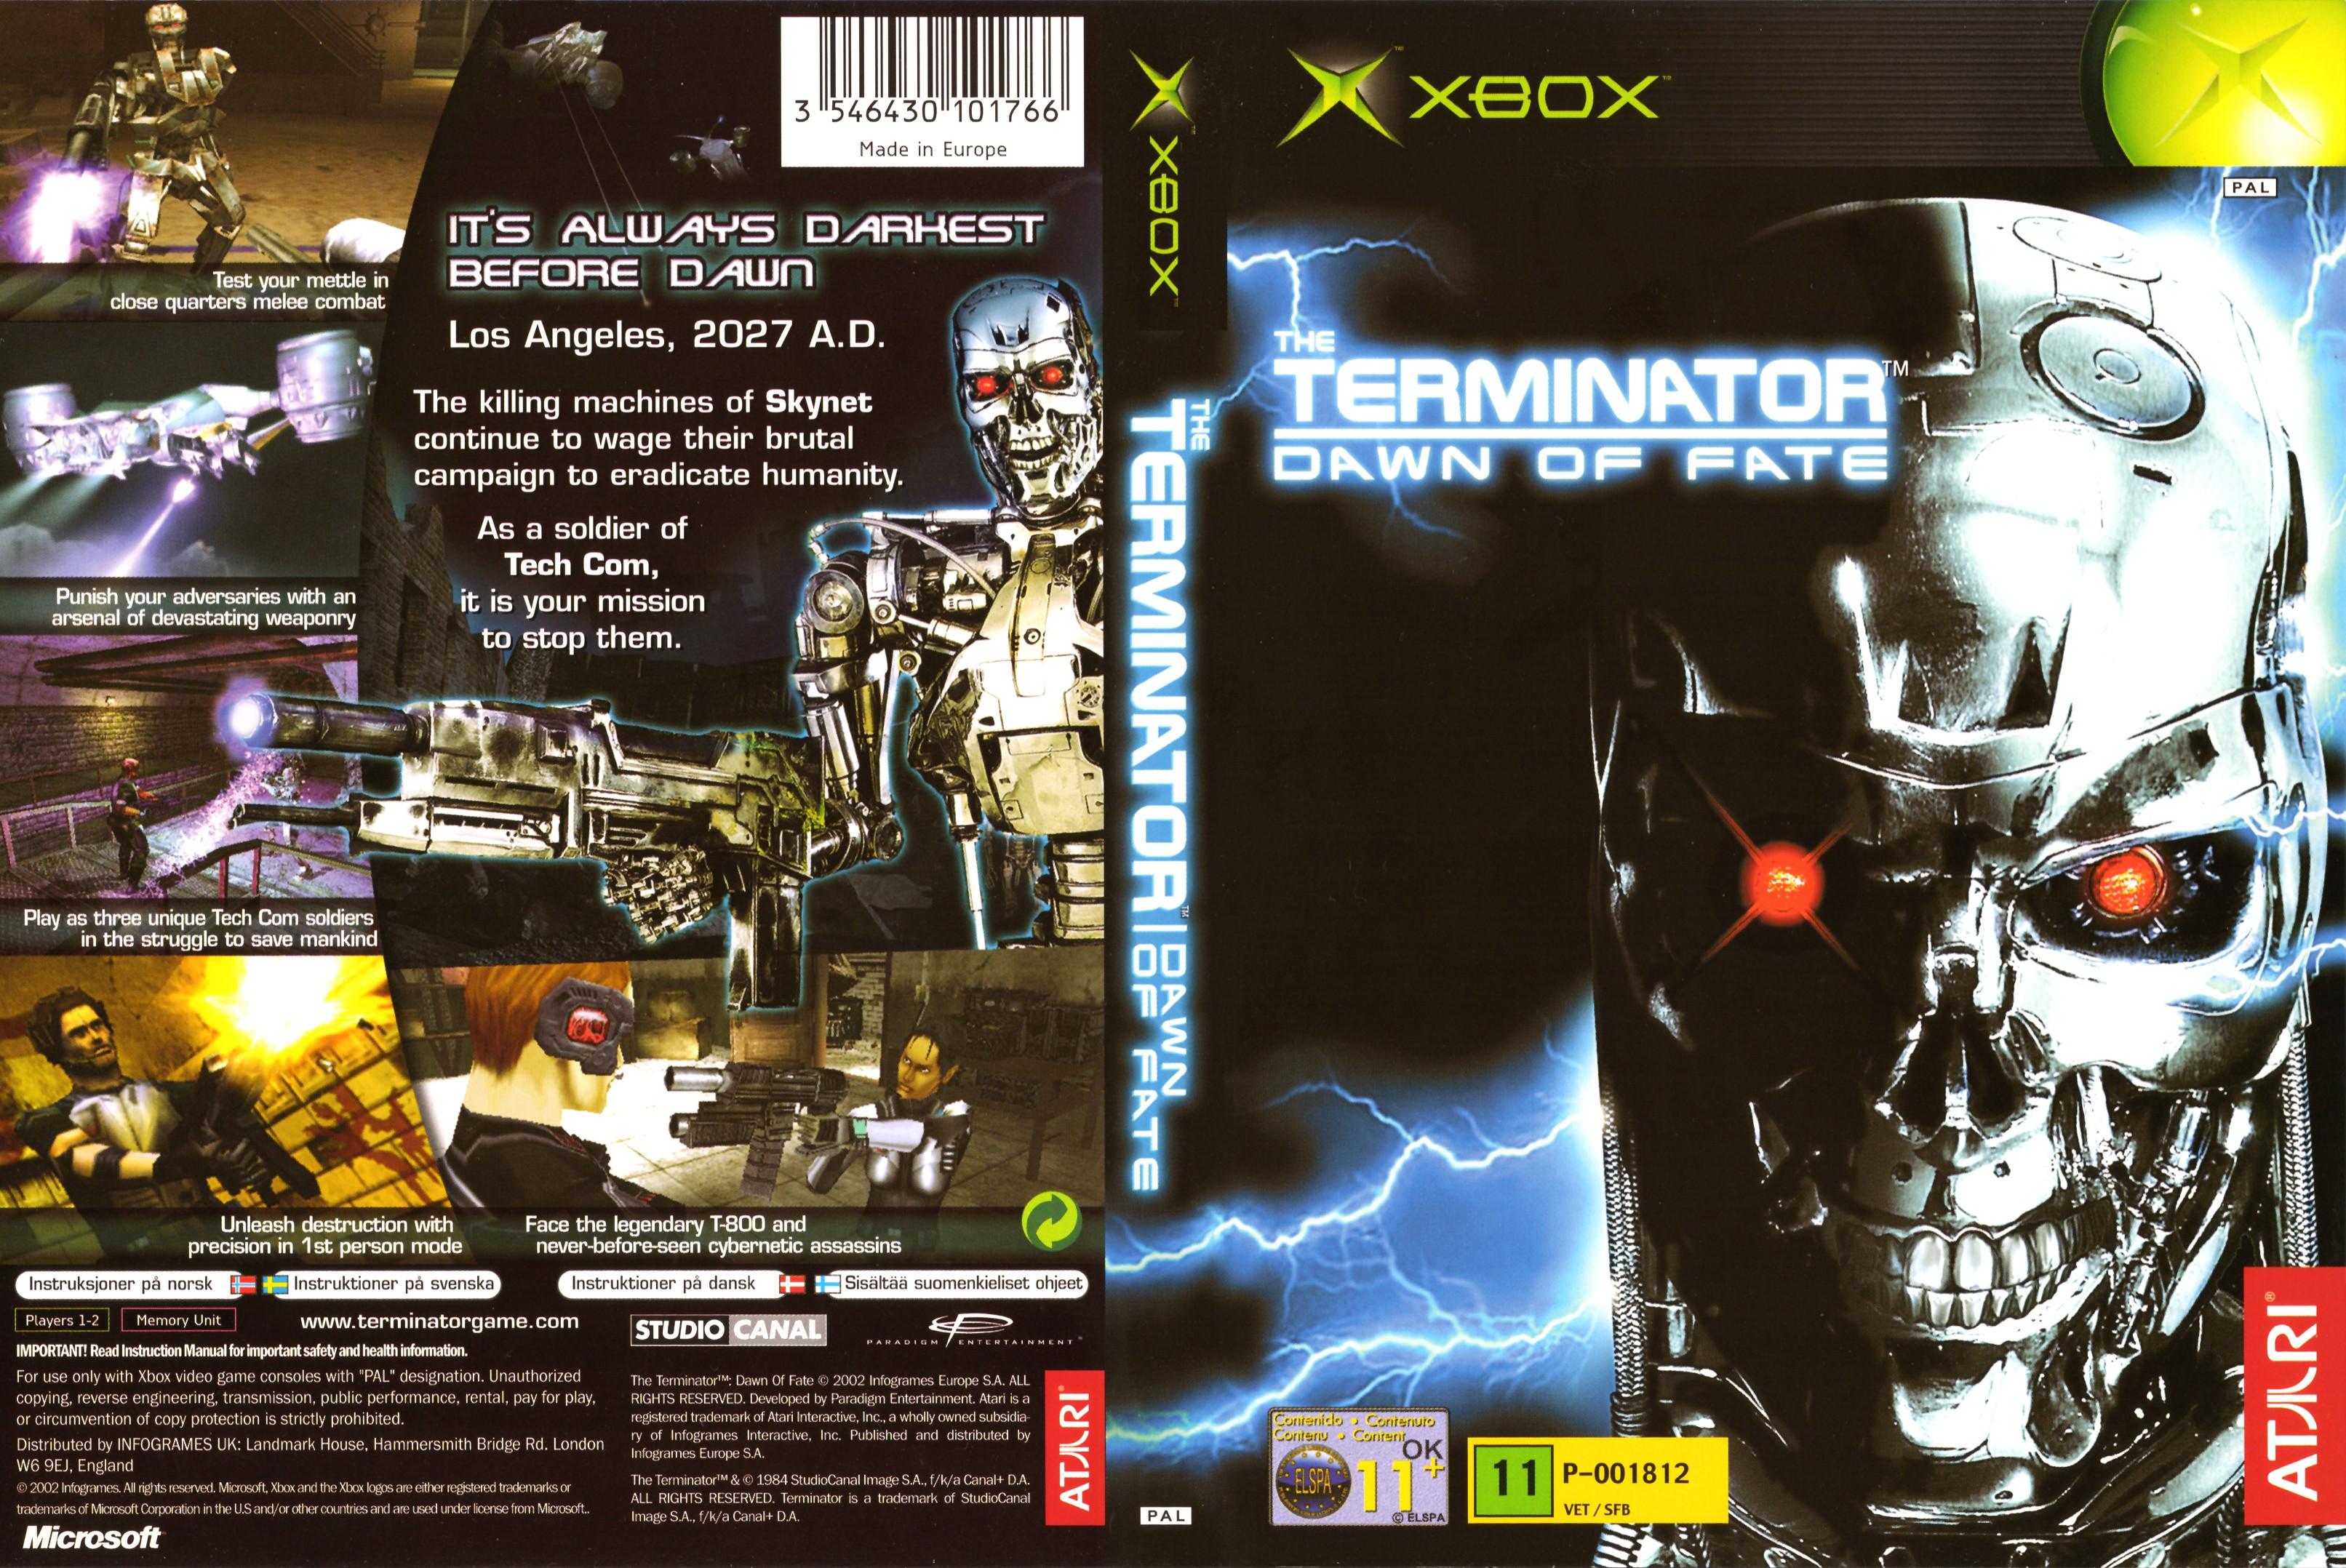 3 546430 101766
Made in Europe
IT'S ALWAYS DARKEST
BEFORE DAWN
Los Angeles, 2027 A.D.
The killing machines of Skynet
continue to wage their brutal
campaign to eradicate humanity.
As a soldier of
Tech Com,
it is your mission
to stop them.
Test your mettle in
close quarters melee combat
Punish your adversaries with an
arsenal of devastating weaponry
Play as three unique Tech Com soldiers
in the struggle to save mankind
Unleash destruction with
precision in 1st person mode
Face the legendary T-800 and
never-before-seen cybernetic assassins
Instruksjoner på norsk
Instruktioner på svenska
Instruktioner på dansk
Sisältää suomenkieliset ohjeet
Players 1-2
Memory Unit
www.terminatorgame.com
IMPORTANT! Read Instruction Manual for important safety and health information.
For use only with Xbox video game consoles with "PAL" designation. Unauthorized
copying, reverse engineering, transmission, public performance, rental, pay for play,
or circumvention of copy protection is strictly prohibited.
Distributed by INFOGRAMES UK: Landmark House, Hammersmith Bridge Rd. London
W6 9EJ, England
© 2002 Infogrames. All rights reserved. Microsoft, Xbox and the Xbox logos are either registered trademarks or
trademarks of Microsoft Corporation in the U.S and/or other countries and are used under license from Microsoft..
Microsoft
STUDIO CANAL
PARADIGM ENTERTAINMENT
The Terminator™: Dawn Of Fate © 2002 Infogrames Europe S.A. ALL
RIGHTS RESERVED. Developed by Paradigm Entertainment. Atari is a
registered trademark of Atari Interactive, Inc., a wholly owned subsidia-
ry of Infogrames Interactive, Inc. Published and distributed by
Infogrames Europe S.A.
The Terminator™ & © 1984 StudioCanal Image S.A., f/k/a Canal+ D.A.
ALL RIGHTS RESERVED. Terminator is a trademark of StudioCanal
Image S.A., f/k/a Canal+ D.A.
ATARI®
XBOX™
THE
TERMINATOR™
DAWN
OF FATE
PAL
XBOX™
PAL
THE
TERMINATOR™
DAWN OF FATE
Contenido • Contenuto
Contenu • Content
OK
ELSPA
11+
© ELSPA
11
P-001812
VET / SFB
ATARI®